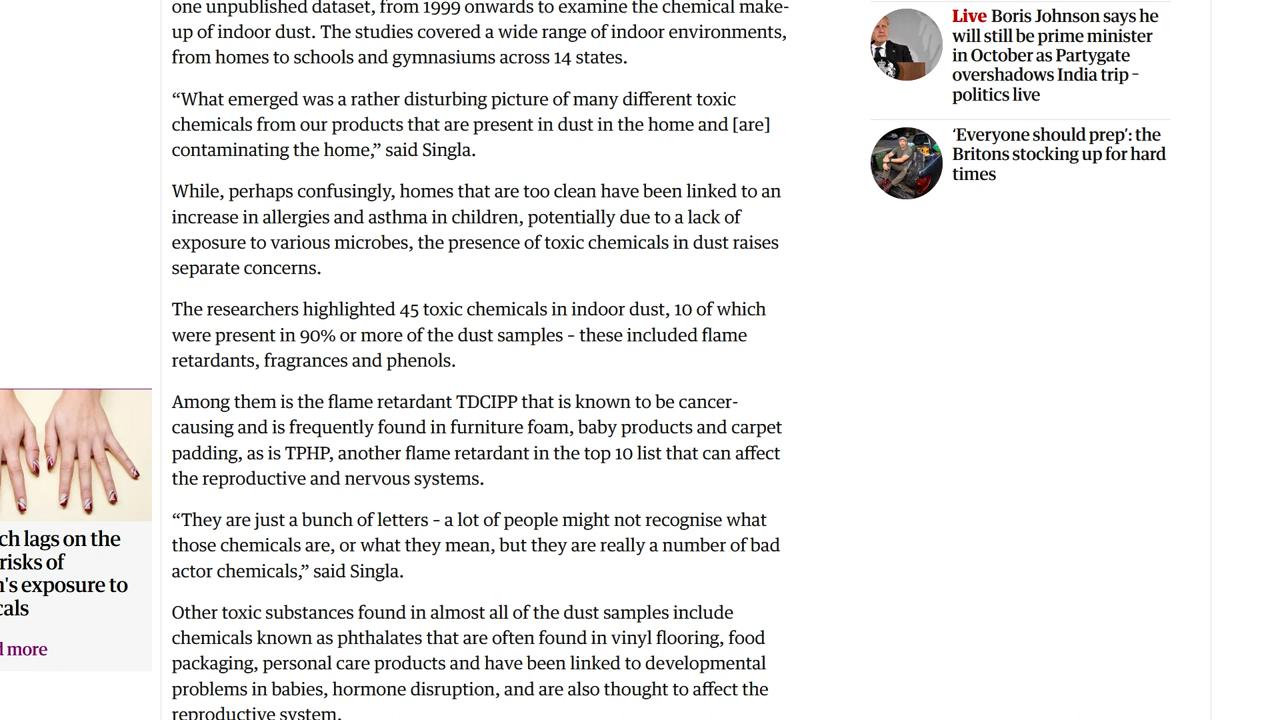 one unpublished dataset, from 1999 onwards to examine the chemical make-
up of indoor dust. The studies covered a wide range of indoor environments,
from homes to schools and gymnasiums across 14 states.
“What emerged was a rather disturbing picture of many different toxic
chemicals from our products that are present in dust in the home and [are]
contaminating the home,” said Singla.
While, perhaps confusingly, homes that are too clean have been linked to an
increase in allergies and asthma in children, potentially due to a lack of
exposure to various microbes, the presence of toxic chemicals in dust raises
separate concerns.
The researchers highlighted 45 toxic chemicals in indoor dust, 10 of which
were present in 90% or more of the dust samples – these included flame
retardants, fragrances and phenols.
Among them is the flame retardant TDCIPP that is known to be cancer-
causing and is frequently found in furniture foam, baby products and carpet
padding, as is TPHP, another flame retardant in the top 10 list that can affect
the reproductive and nervous systems.
“They are just a bunch of letters – a lot of people might not recognise what
those chemicals are, or what they mean, but they are really a number of bad
actor chemicals,” said Singla.
Other toxic substances found in almost all of the dust samples include
chemicals known as phthalates that are often found in vinyl flooring, food
packaging, personal care products and have been linked to developmental
problems in babies, hormone disruption, and are also thought to affect the
reproductive system.
ch lags on the
risks of
n's exposure to
cals
d more
Live Boris Johnson says he
will still be prime minister
in October as Partygate
overshadows India trip –
politics live
‘Everyone should prep’: the
Britons stocking up for hard
times